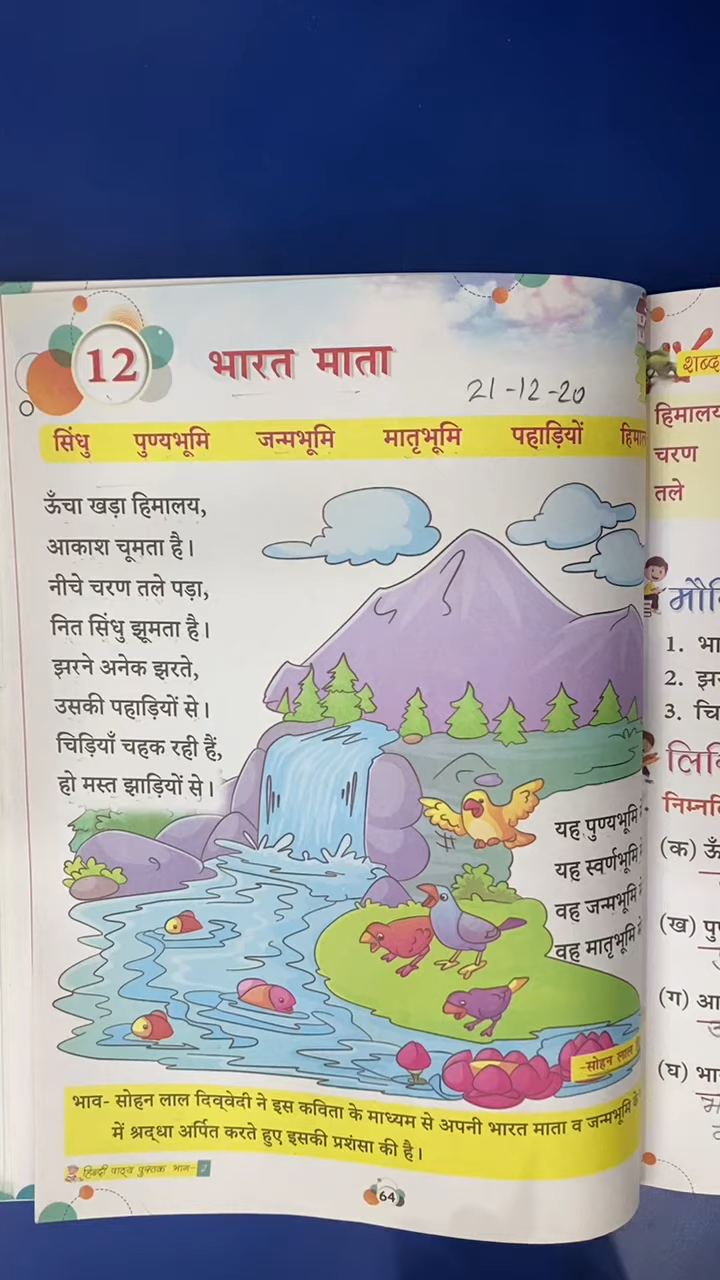 12
भारत माता
21-12-20
सिंधु पुण्यभूमि जन्मभूमि मातृभूमि पहाड़ियों
ऊँचा खड़ा हिमालय,
आकाश चूमता है।
नीचे चरण तले पड़ा,
नित सिंधु झूमता है।
झरने अनेक झरते,
उसकी पहाड़ियों से।
चिड़ियाँ चहक रही हैं,
हो मस्त झाड़ियों से।
यह पुण्यभूमि
यह स्वर्णभूमि
वह जन्मभूमि
वह मातृभूमि
-सोहन लाल
भाव- सोहन लाल दिव्वेदी ने इस कविता के माध्यम से अपनी भारत माता व जन्मभूमि के
में श्रद्धा अर्पित करते हुए इसकी प्रशंसा की है।
हिन्दी पाठ्य पुस्तक भाग- 2
64
हिमालय
चरण
तले
1.
2.
3.
(क)
(ख)
(ग)
(घ)